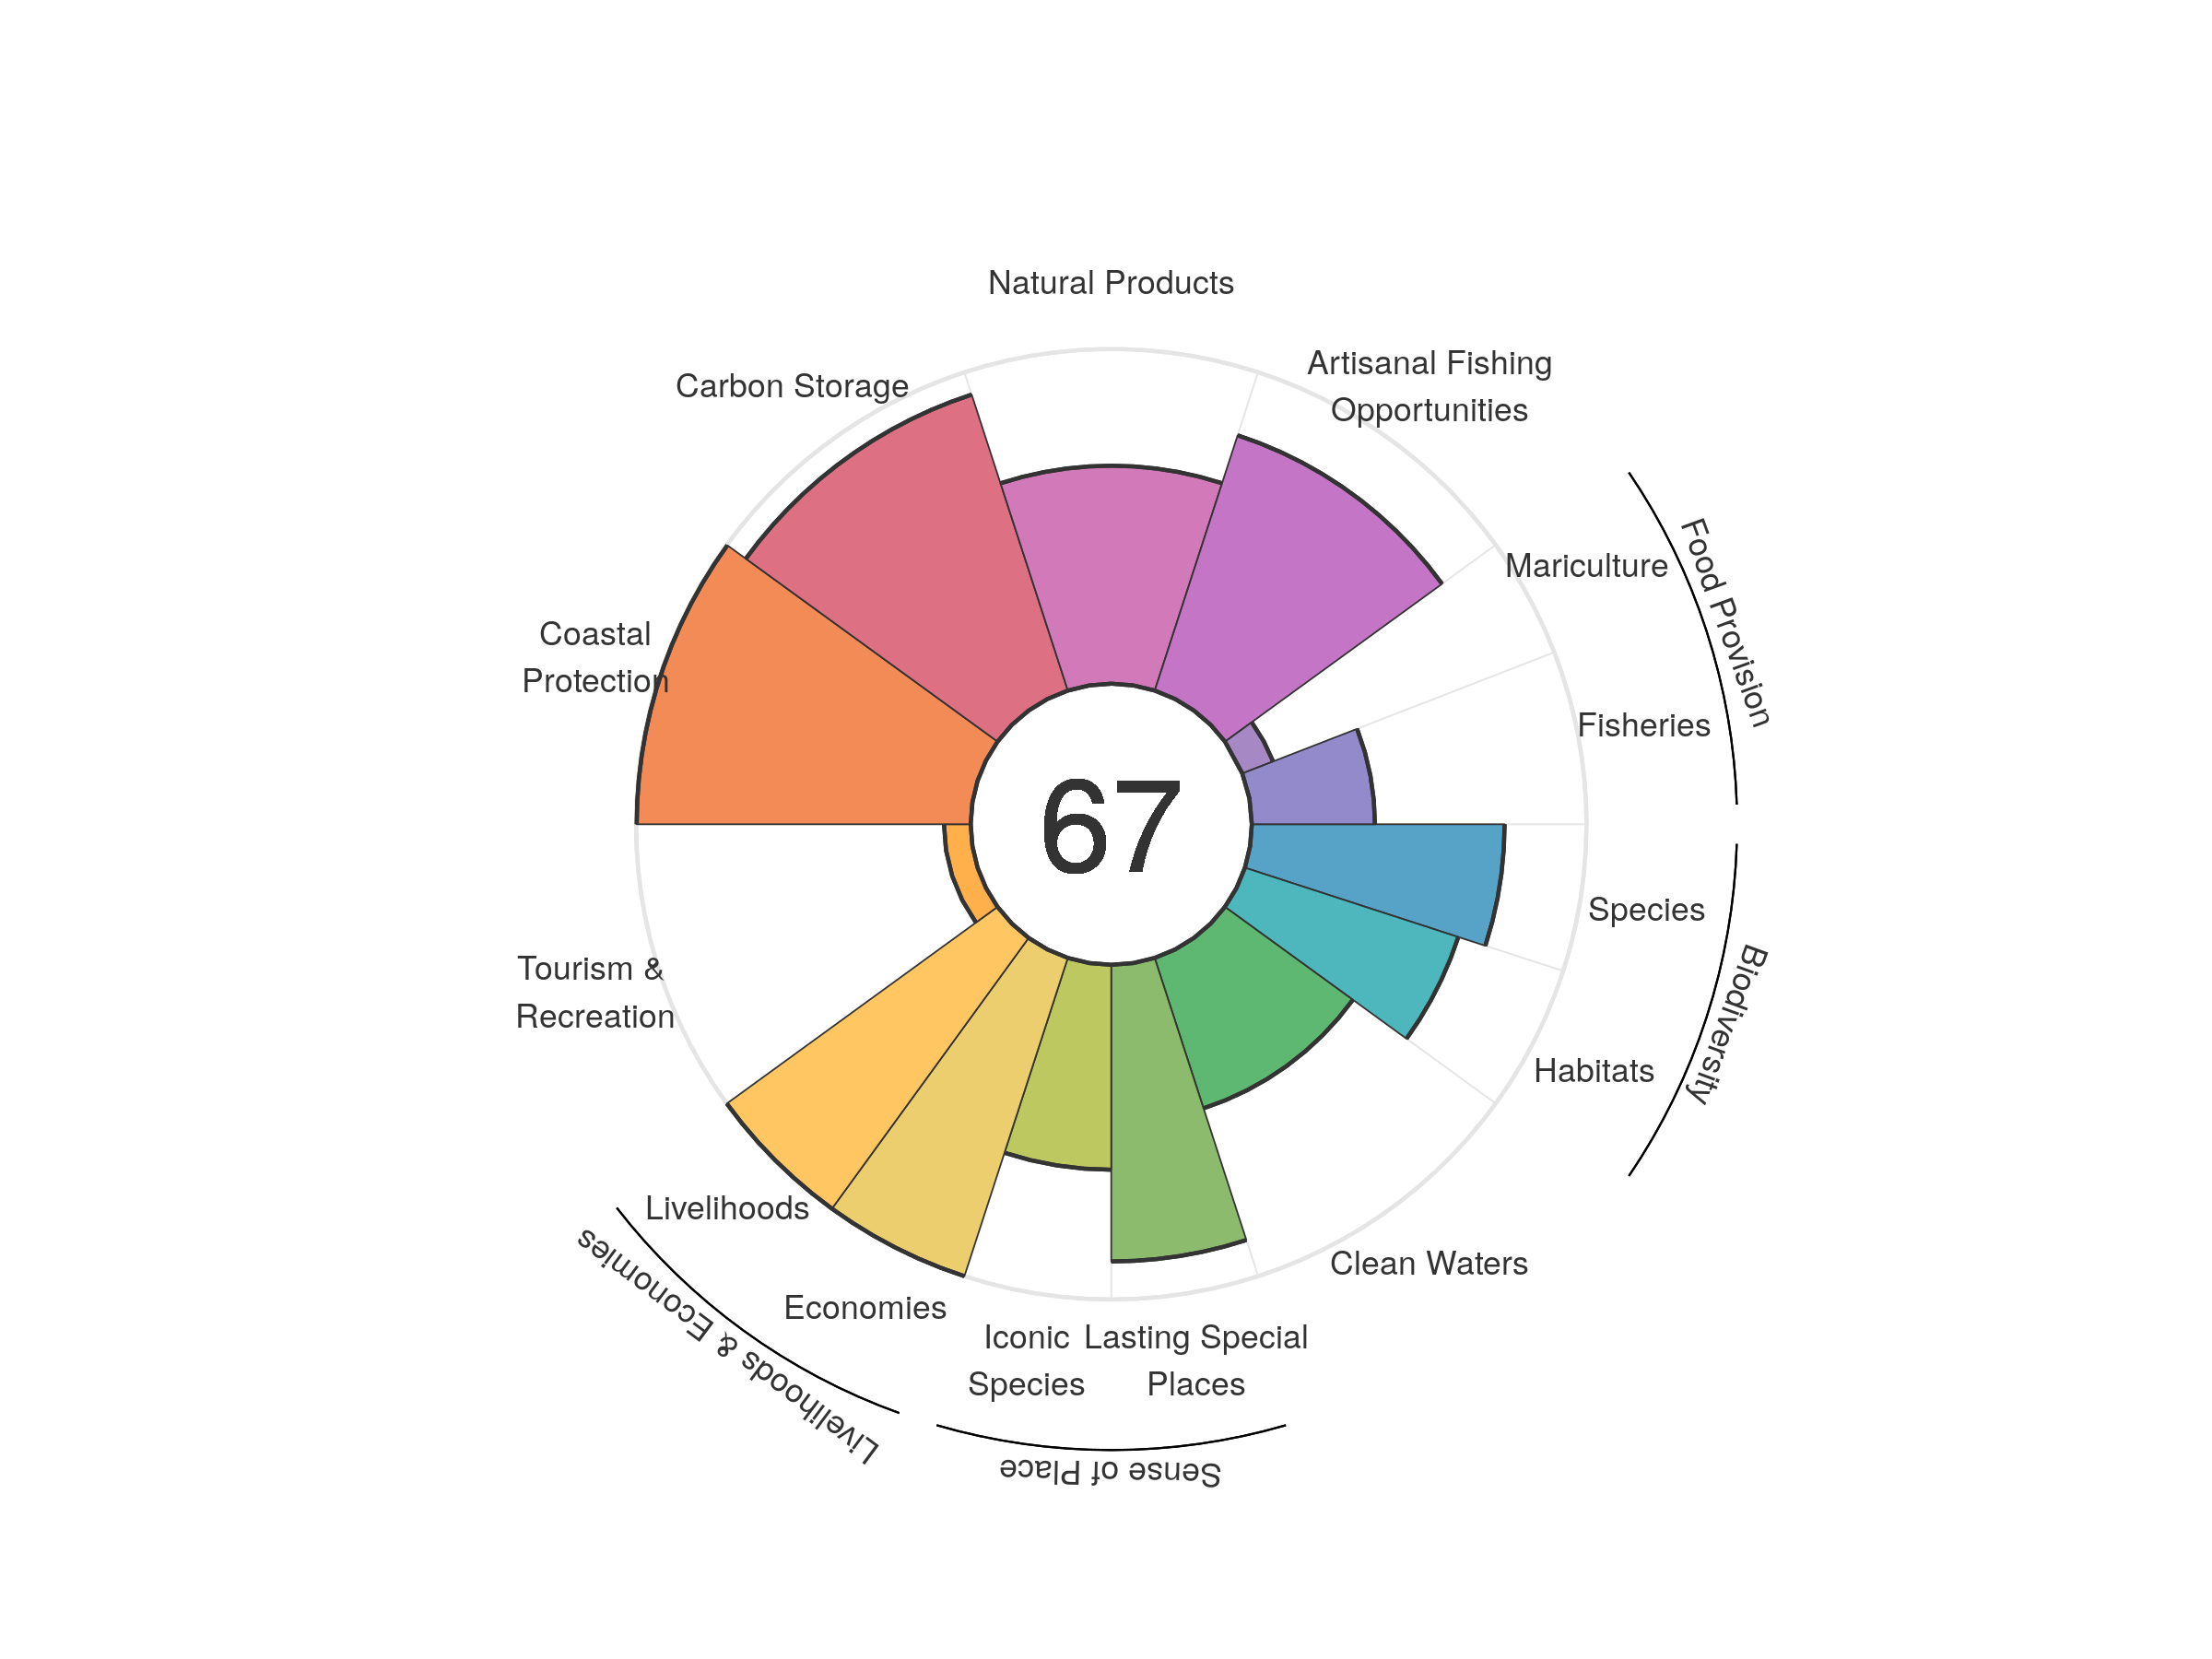 Natural Products
Carbon Storage
Artisanal Fishing
Opportunities
Mariculture
Food Provision
Coastal
Protection
Fisheries
67
Species
Biodiversity
Tourism &
Recreation
Habitats
Livelihoods
Clean Waters
Economies
Livelihoods & Economies
Iconic
Species
Lasting Special
Places
Sense of Place